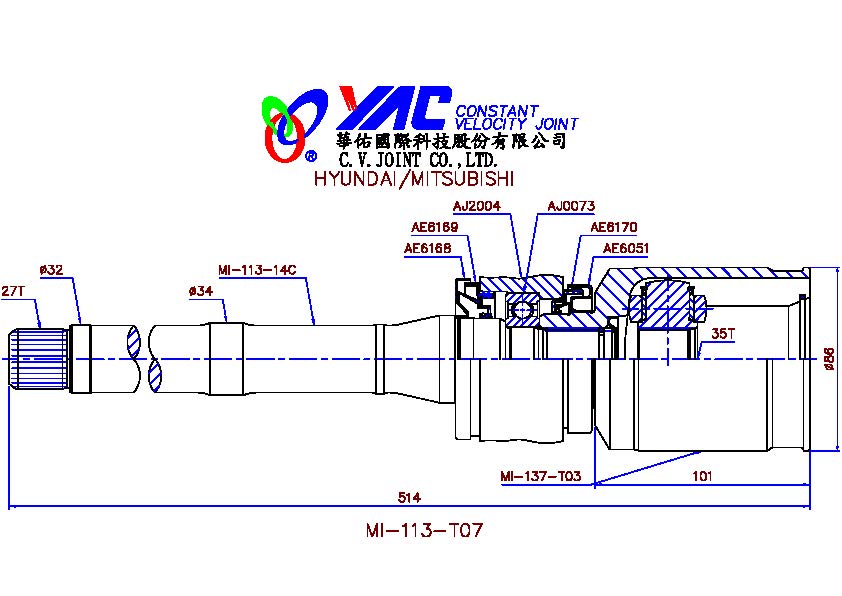 YAC CONSTANT
VELOCITY JOINT
®
華佑國際科技股份有限公司
C.V.JOINT CO.,LTD.
HYUNDAI/MITSUBISHI
AJ2004
AJ0073
AE6169
AE6170
AE6168
AE6051
Ø32
MI-113-14C
27T
Ø34
35T
Ø86
MI-137-T03
101
514
MI-113-T07